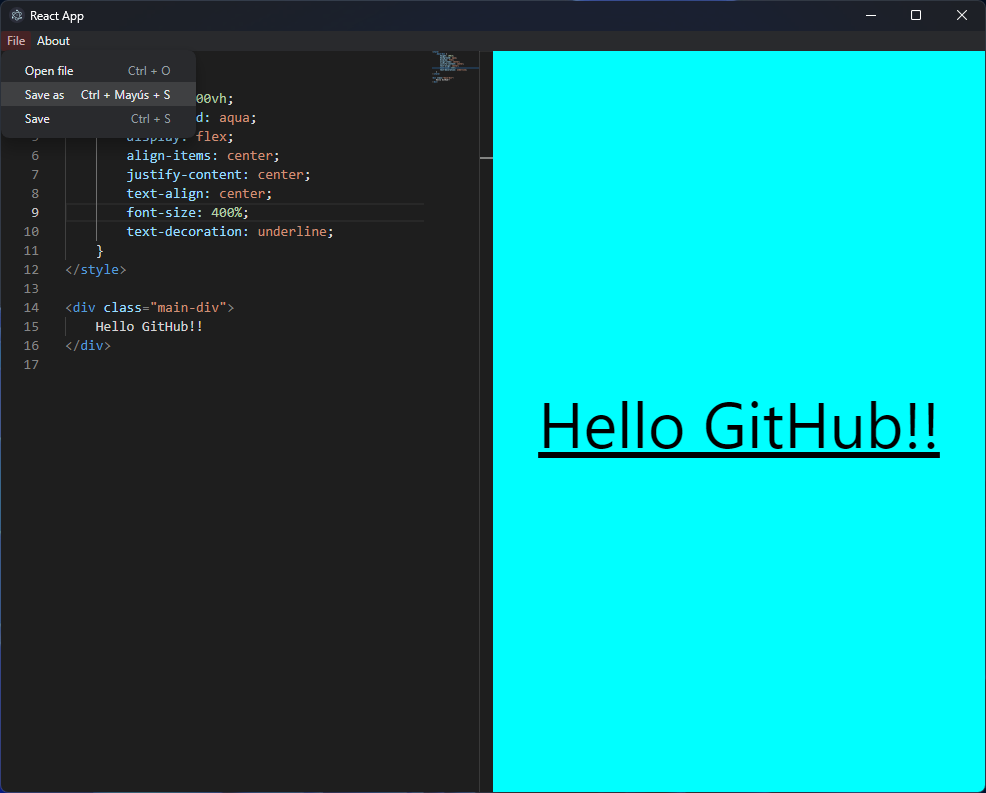 React App
File About
Open file Ctrl + O
Save as Ctrl + Mayús + S
Save Ctrl + S
00vh;
d: aqua;
display: flex;
6 align-items: center;
7 justify-content: center;
8 text-align: center;
9 font-size: 400%;
10 text-decoration: underline;
11 }
12 </style>
13
14 <div class="main-div">
15 Hello GitHub!!
16 </div>
17
Hello GitHub!!